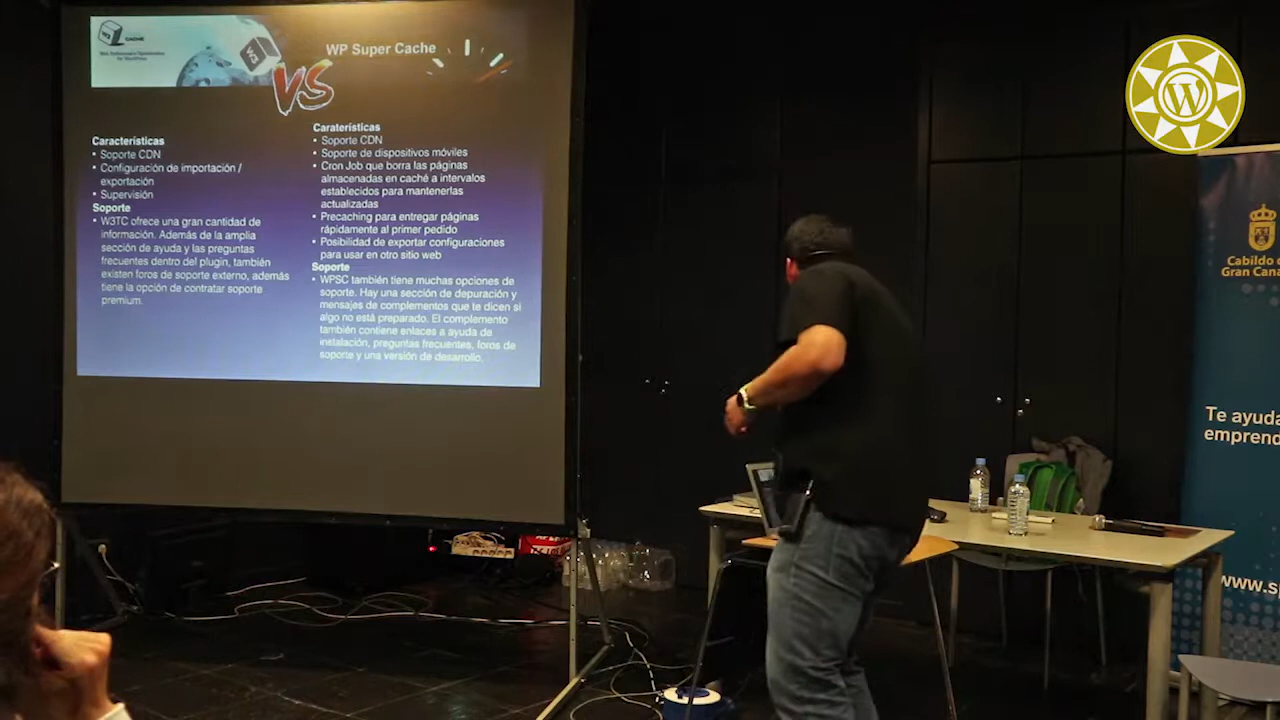 W3
CACHE
Web Performance Optimization
for WordPress
W3
WP Super Cache
VS
Características
• Soporte CDN
• Configuración de importación /
exportación
• Supervisión
Soporte
• W3TC ofrece una gran cantidad de
información. Además de la amplia
sección de ayuda y las preguntas
frecuentes dentro del plugin, también
existen foros de soporte externo, además
tiene la opción de contratar soporte
premium.
Caraterísticas
• Soporte CDN
• Soporte de dispositivos móviles
• Cron Job que borra las páginas
almacenadas en caché a intervalos
establecidos para mantenerlas
actualizadas
• Precaching para entregar páginas
rápidamente al primer pedido
• Posibilidad de exportar configuraciones
para usar en otro sitio web
Soporte
• WPSC también tiene muchas opciones de
soporte. Hay una sección de depuración y
mensajes de complementos que te dicen si
algo no está preparado. El complemento
también contiene enlaces a ayuda de
instalación, preguntas frecuentes, foros de
soporte y una versión de desarrollo.
W
Cabildo
Gran Cana
Te ayuda
emprend
www.s